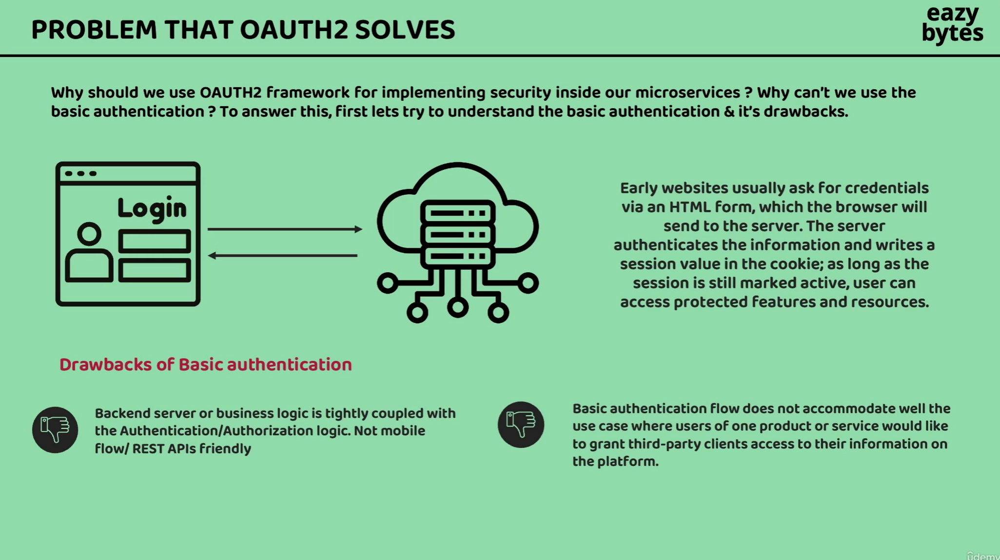 PROBLEM THAT OAUTH2 SOLVES
eazy
bytes
Why should we use OAUTH2 framework for implementing security inside our microservices ? Why can't we use the
basic authentication ? To answer this, first lets try to understand the basic authentication & it's drawbacks.
Login
Early websites usually ask for credentials
via an HTML form, which the browser will
send to the server. The server
authenticates the information and writes a
session value in the cookie; as long as the
session is still marked active, user can
access protected features and resources.
Drawbacks of Basic authentication
Backend server or business logic is tightly coupled with
the Authentication/Authorization logic. Not mobile
flow/ REST APIs friendly
Basic authentication flow does not accommodate well the
use case where users of one product or service would like
to grant third-party clients access to their information on
the platform.
udemy